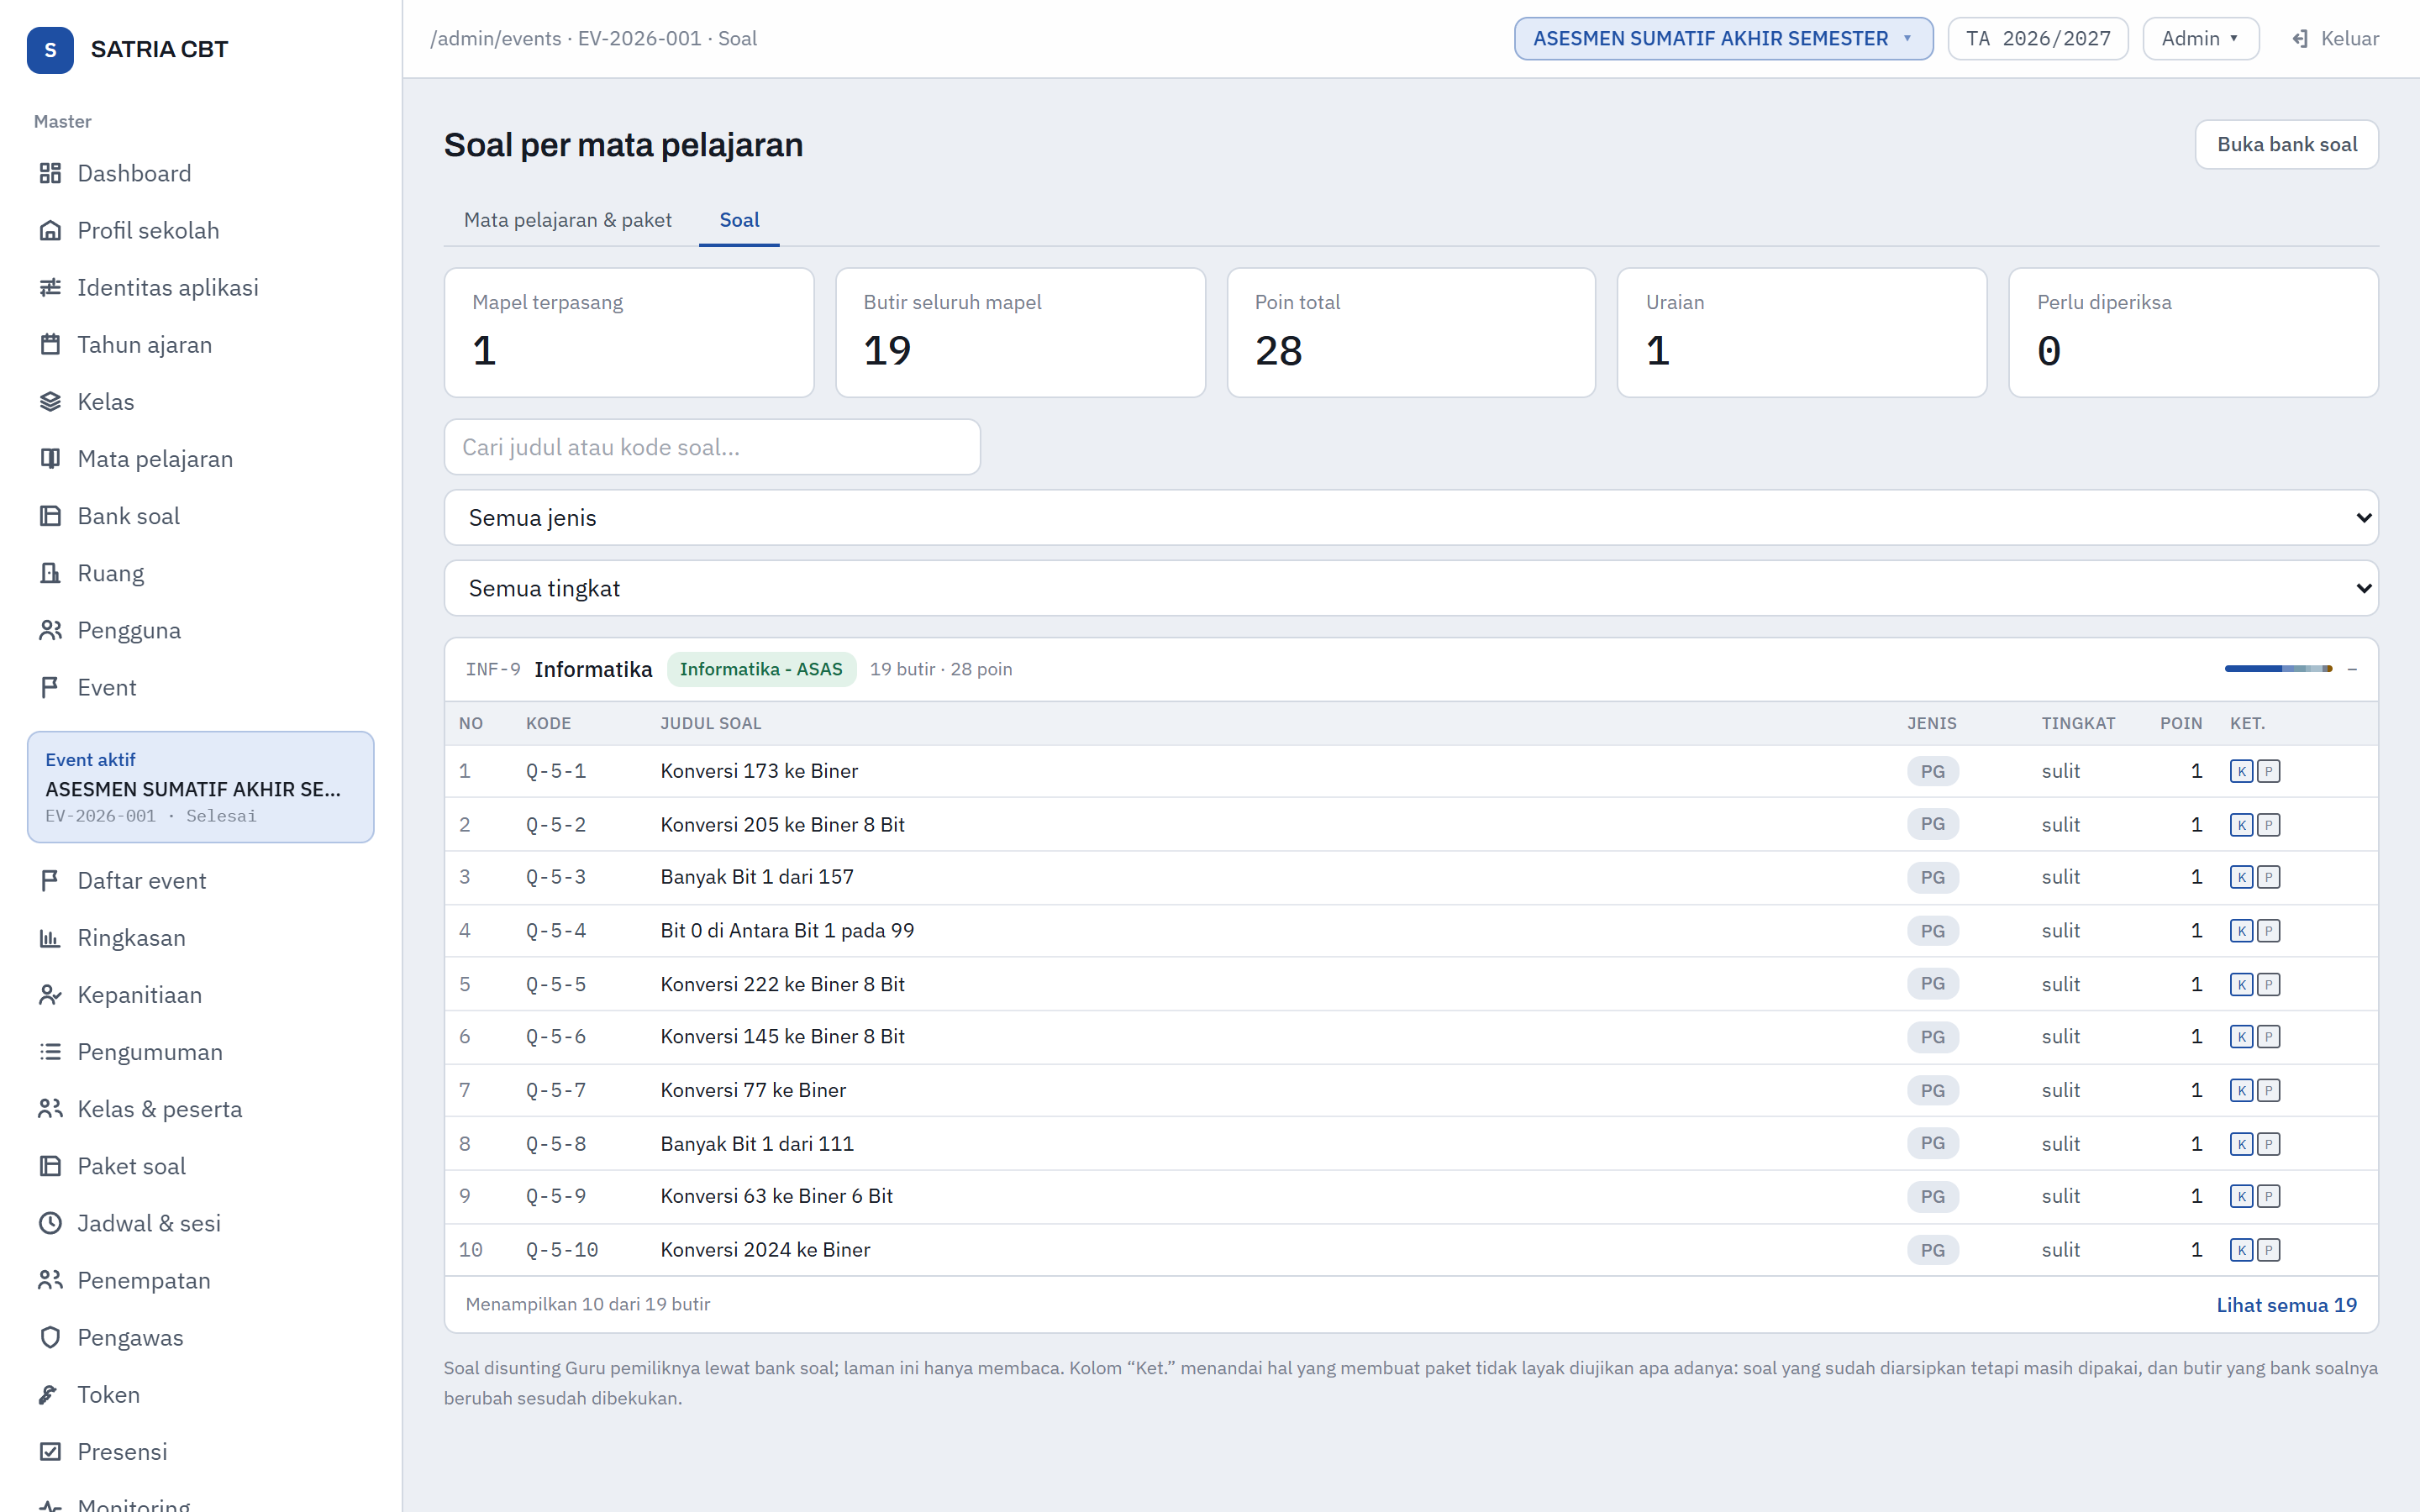 S SATRIA CBT
Master
Dashboard
Profil sekolah
Identitas aplikasi
Tahun ajaran
Kelas
Mata pelajaran
Bank soal
Ruang
Pengguna
Event
Event aktif
ASESMEN SUMATIF AKHIR SE...
EV-2026-001 · Selesai
Daftar event
Ringkasan
Kepanitiaan
Pengumuman
Kelas & peserta
Paket soal
Jadwal & sesi
Penempatan
Pengawas
Token
Presensi
Monitoring
/admin/events · EV-2026-001 · Soal
ASESMEN SUMATIF AKHIR SEMESTER ▾ TA 2026/2027 Admin ▾ Keluar
Soal per mata pelajaran
Buka bank soal
Mata pelajaran & paket Soal
Mapel terpasang Butir seluruh mapel Poin total Uraian Perlu diperiksa
1 19 28 1 0
Cari judul atau kode soal...
Semua jenis
Semua tingkat
INF-9 Informatika Informatika - ASAS 19 butir · 28 poin –
NO KODE JUDUL SOAL JENIS TINGKAT POIN KET.
1 Q-5-1 Konversi 173 ke Biner PG sulit 1 K P
2 Q-5-2 Konversi 205 ke Biner 8 Bit PG sulit 1 K P
3 Q-5-3 Banyak Bit 1 dari 157 PG sulit 1 K P
4 Q-5-4 Bit 0 di Antara Bit 1 pada 99 PG sulit 1 K P
5 Q-5-5 Konversi 222 ke Biner 8 Bit PG sulit 1 K P
6 Q-5-6 Konversi 145 ke Biner 8 Bit PG sulit 1 K P
7 Q-5-7 Konversi 77 ke Biner PG sulit 1 K P
8 Q-5-8 Banyak Bit 1 dari 111 PG sulit 1 K P
9 Q-5-9 Konversi 63 ke Biner 6 Bit PG sulit 1 K P
10 Q-5-10 Konversi 2024 ke Biner PG sulit 1 K P
Menampilkan 10 dari 19 butir Lihat semua 19
Soal disunting Guru pemiliknya lewat bank soal; laman ini hanya membaca. Kolom “Ket.” menandai hal yang membuat paket tidak layak diujikan apa adanya: soal yang sudah diarsipkan tetapi masih dipakai, dan butir yang bank soalnya
berubah sesudah dibekukan.